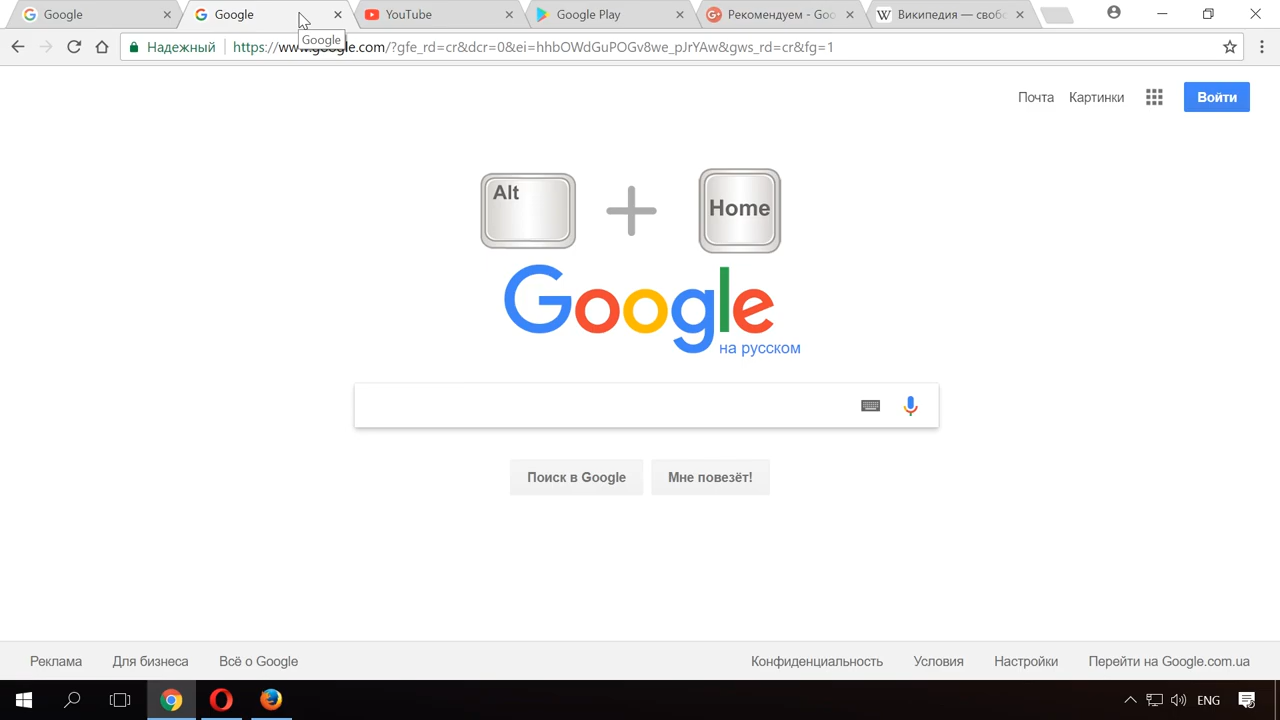 Google
Google
YouTube
Google Play
Рекомендуем - Goo
Википедия — своб
Надежный
https://www.google.com/?gfe_rd=cr&dcr=0&ei=hhbOWdGuPOGv8we_pJrYAw&gws_rd=cr&fg=1
Google
Почта Картинки Войти
Alt + Home
Google
на русском
Поиск в Google Мне повезёт!
Реклама Для бизнеса Всё о Google Конфиденциальность Условия Настройки Перейти на Google.com.ua
ENG